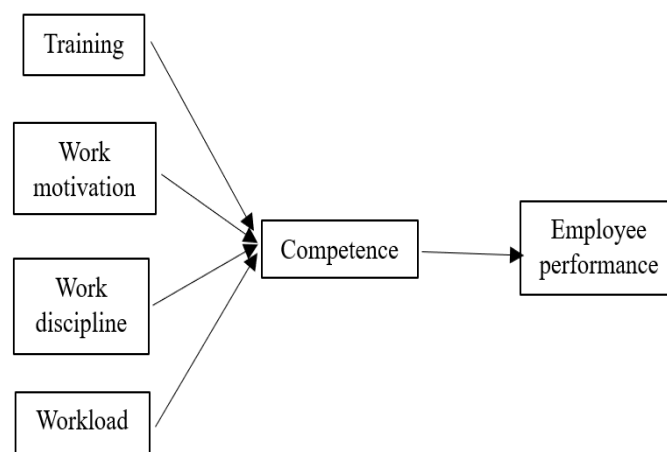 Training
Work
motivation
Work
discipline
Workload
Competence
Employee
performance